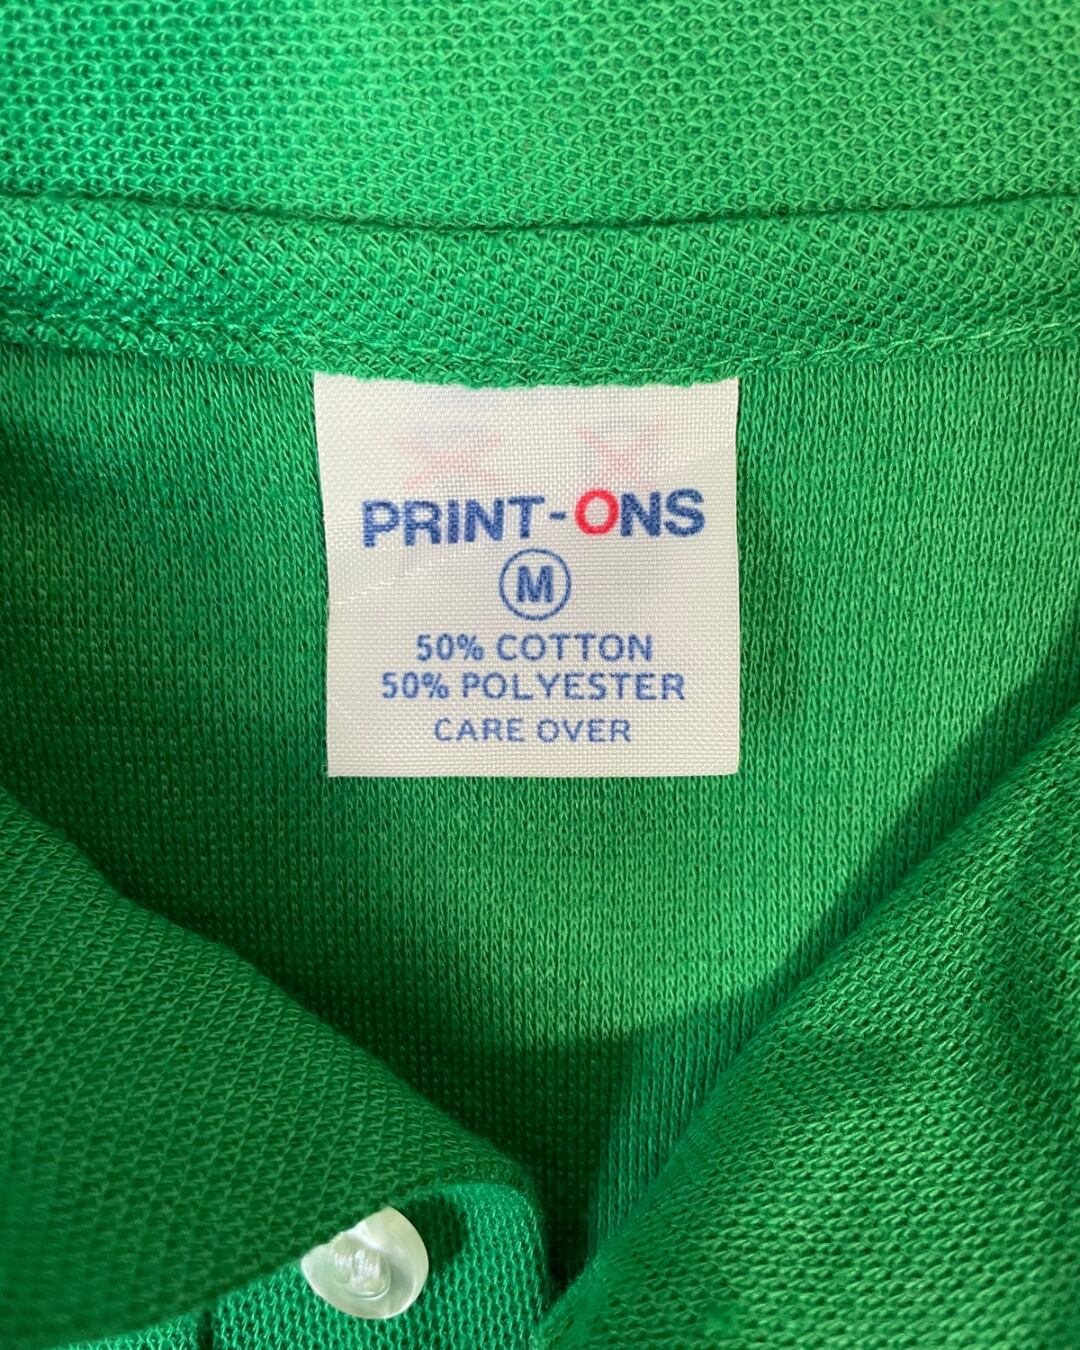 PRINT-ONS
M
50% COTTON
50% POLYESTER
CARE OVER